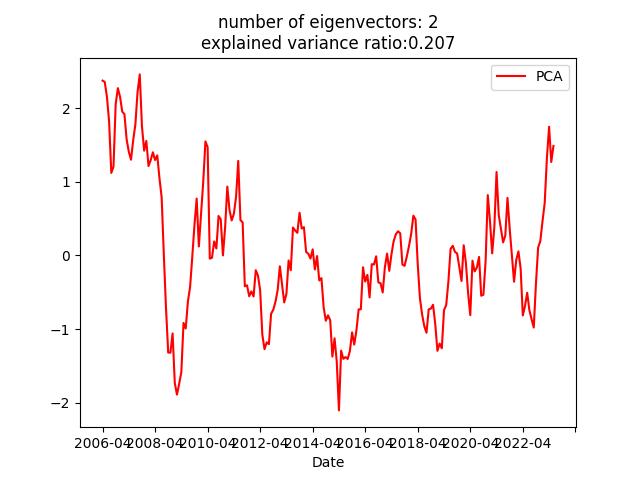 number of eigenvectors: 2
explained variance ratio:0.207
PCA
2
1
0
−1
−2
2006-04 2008-04 2010-04 2012-04 2014-04 2016-04 2018-04 2020-04 2022-04
Date